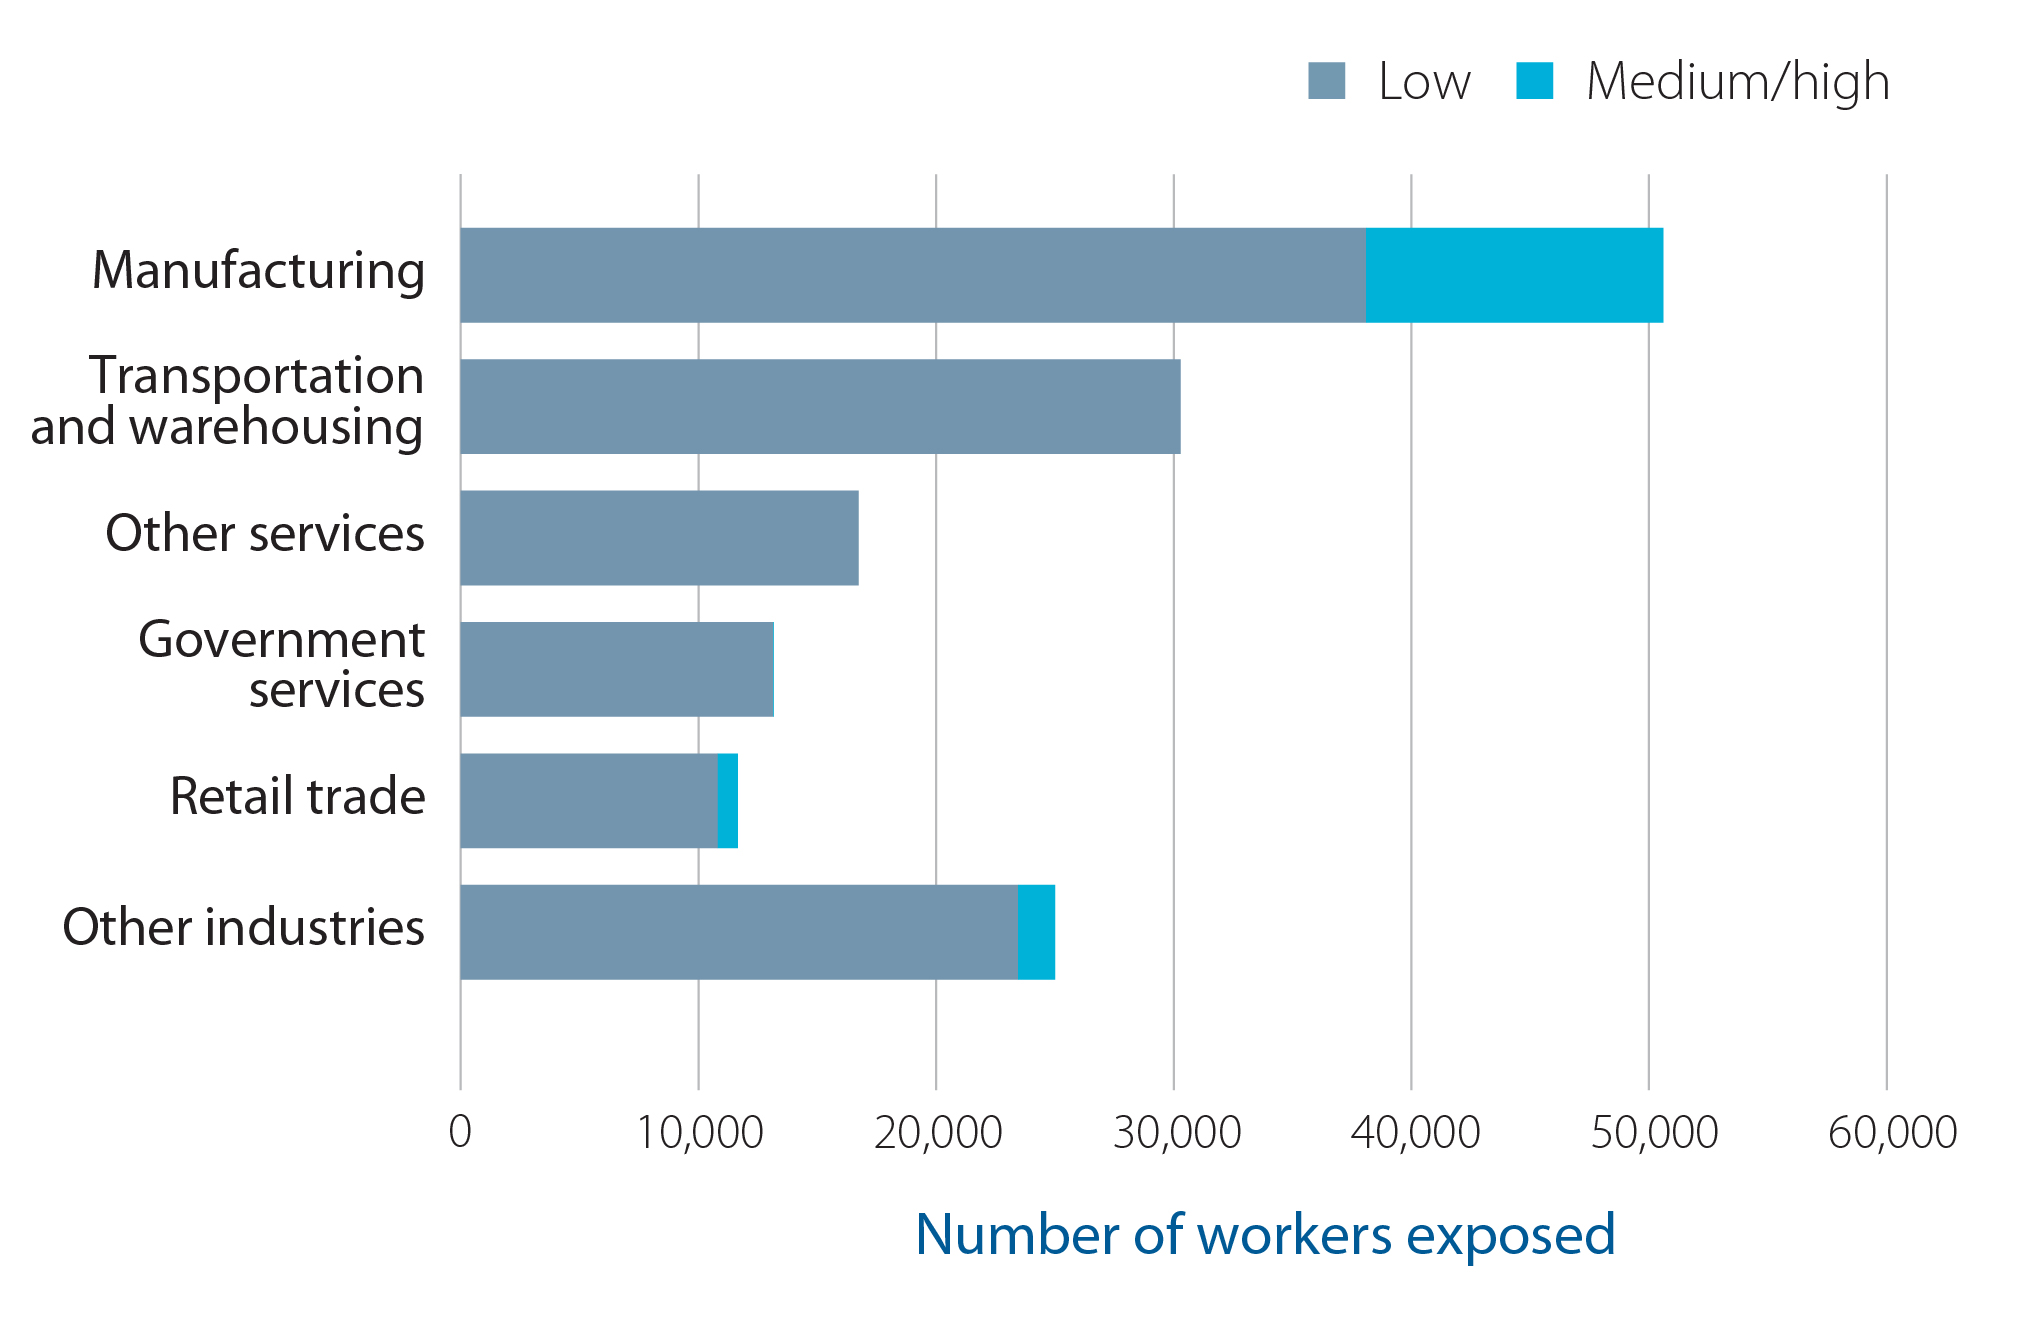 Low Medium/high
Manufacturing
Transportation
and warehousing
Other services
Government
services
Retail trade
Other industries
0 10,000 20,000 30,000 40,000 50,000 60,000
Number of workers exposed